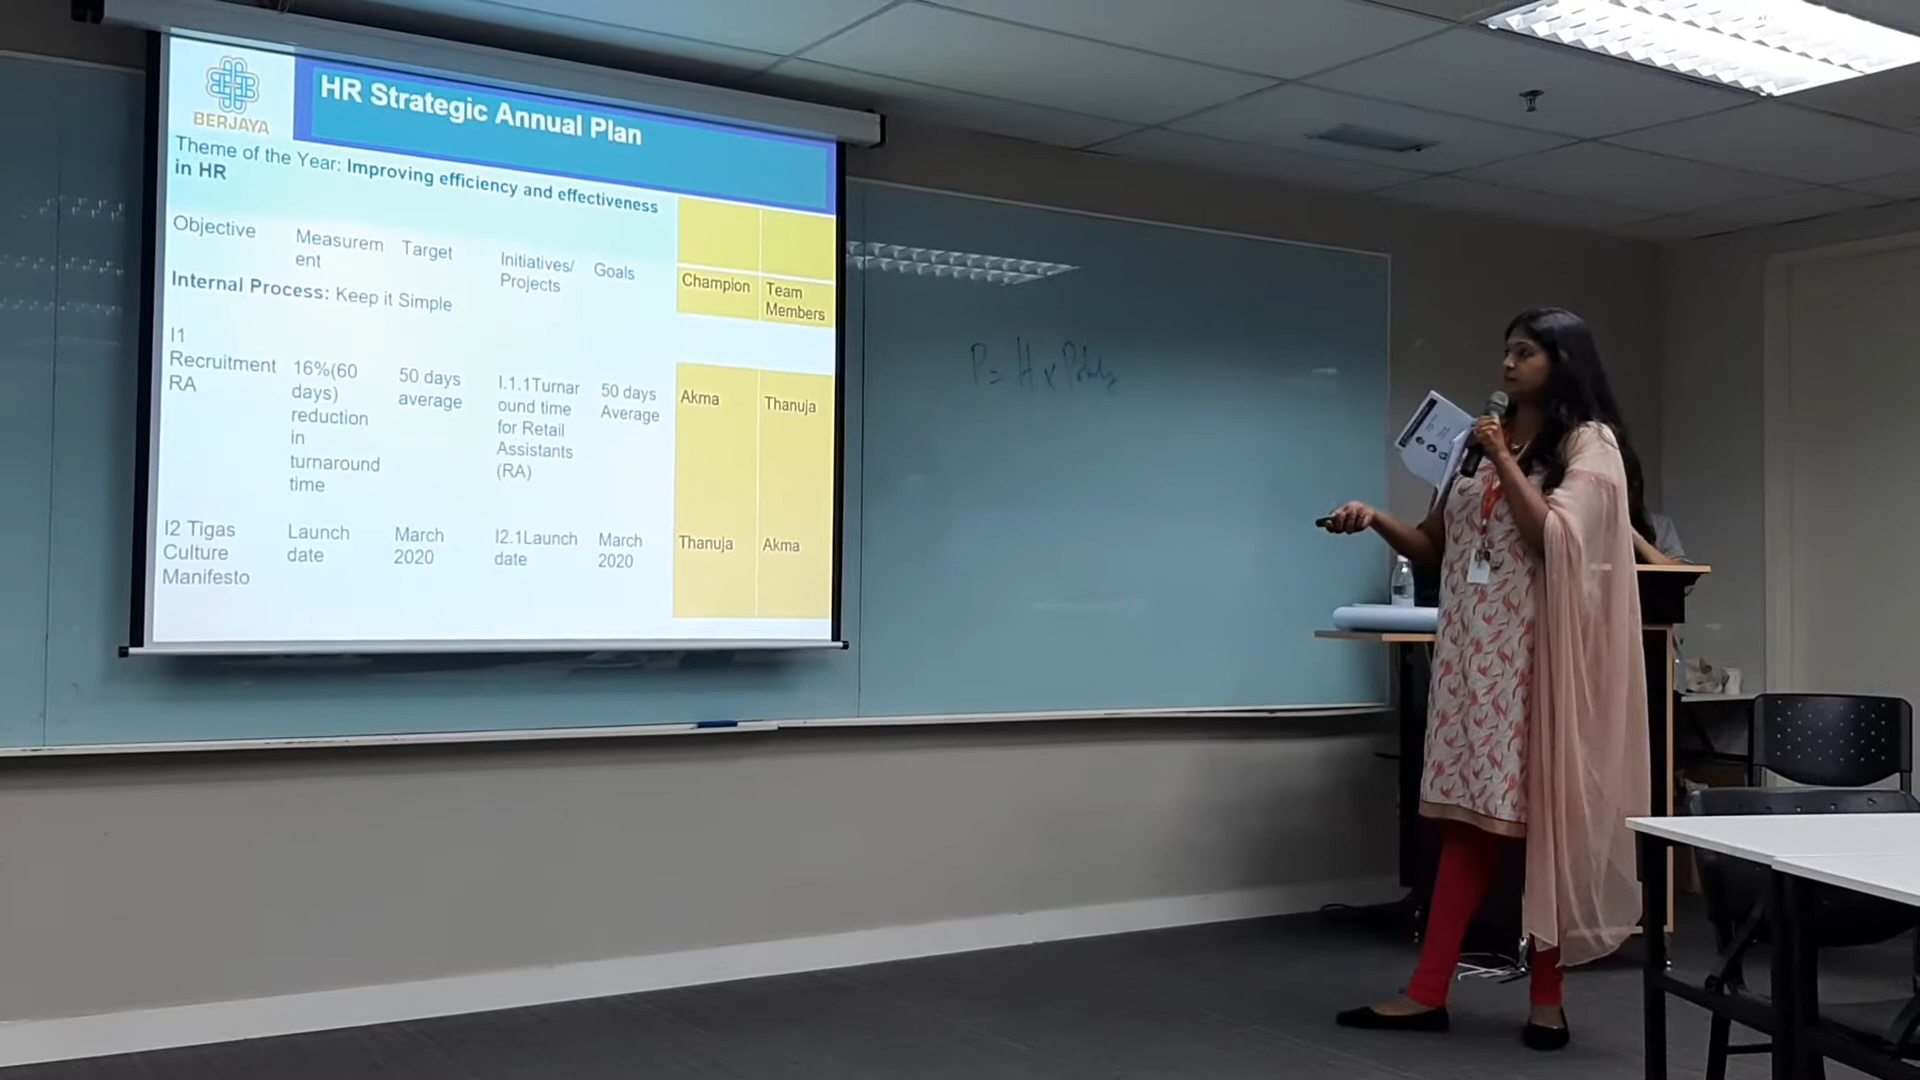 BERJAYA
HR Strategic Annual Plan
Theme of the Year: Improving efficiency and effectiveness
in HR
Objective
Measurem
ent
Target
Initiatives/
Projects
Goals
Champion
Team
Members
Internal Process: Keep it Simple
I1
Recruitment
RA
16%(60
days)
reduction
in
turnaround
time
50 days
average
I.1.1Turnar
ound time
for Retail
Assistants
(RA)
50 days
Average
Akma
Thanuja
I2 Tigas
Culture
Manifesto
Launch
date
March
2020
I2.1Launch
date
March
2020
Thanuja
Akma
P= H x